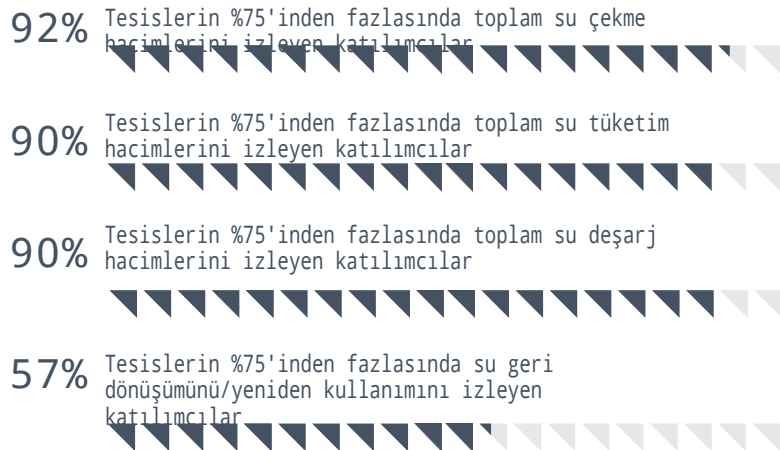 92%
Tesislerin %75'inden fazlasında toplam su çekme
hacimlerini izleyen katılımcılar
90%
Tesislerin %75'inden fazlasında toplam su tüketim
hacimlerini izleyen katılımcılar
90%
Tesislerin %75'inden fazlasında toplam su deşarj
hacimlerini izleyen katılımcılar
57%
Tesislerin %75'inden fazlasında su geri
dönüşümünü/yeniden kullanımını izleyen
katılımcılar